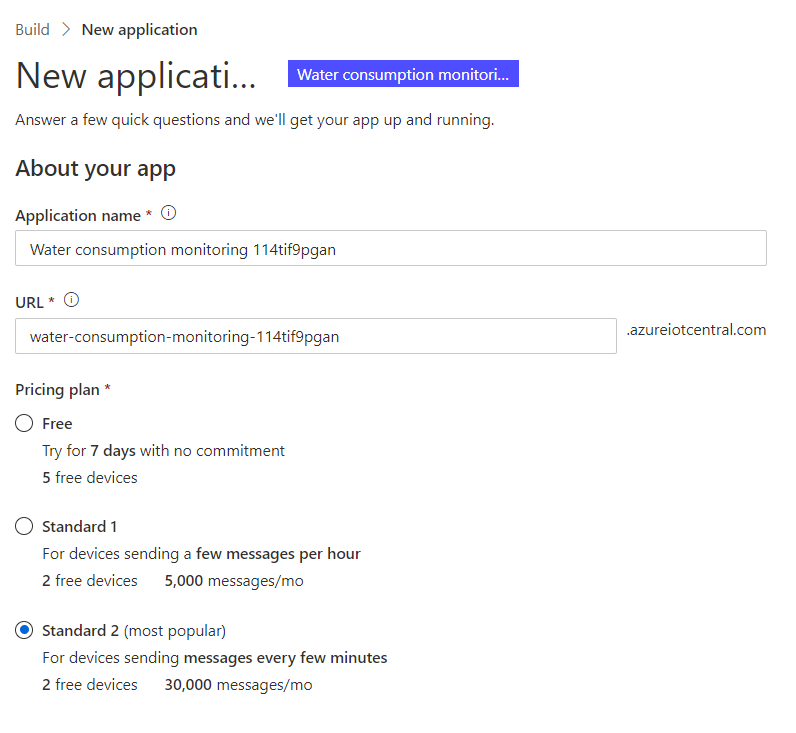 Build > New application
New applicati... Water consumption monitori...
Answer a few quick questions and we'll get your app up and running.
About your app
Application name *
Water consumption monitoring 114tif9pgan
URL *
water-consumption-monitoring-114tif9pgan .azureiotcentral.com
Pricing plan *
Free
Try for 7 days with no commitment
5 free devices
Standard 1
For devices sending a few messages per hour
2 free devices 5,000 messages/mo
Standard 2 (most popular)
For devices sending messages every few minutes
2 free devices 30,000 messages/mo